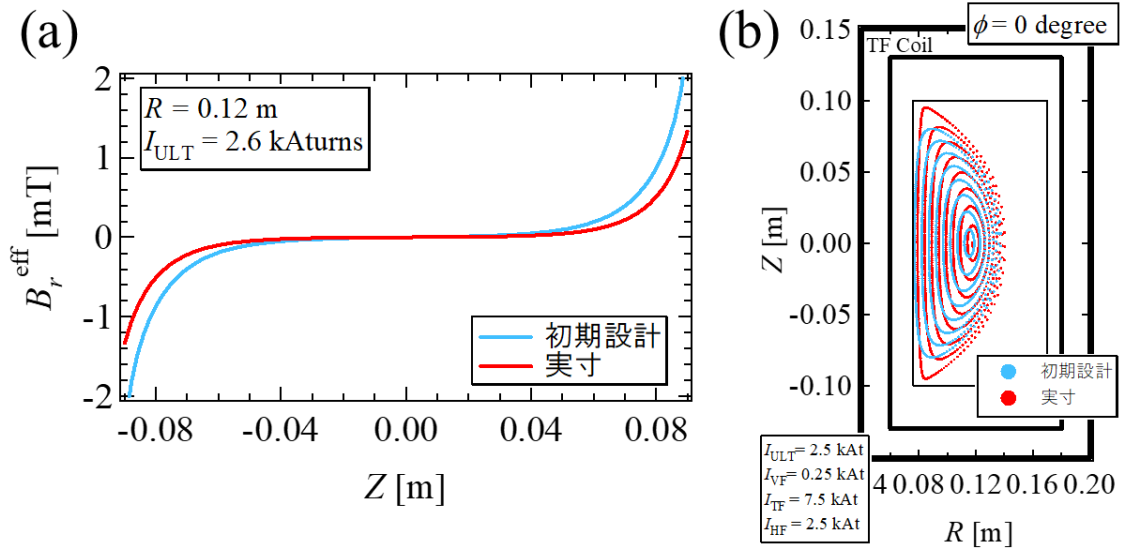 (a)
R = 0.12 m
I_ULT = 2.6 kAturns
2
1
0
-1
-2
B_r^eff [mT]
初期設計
実寸
-0.08
-0.04
0.00
0.04
0.08
Z [m]
(b)
ϕ = 0 degree
TF Coil
0.15
0.10
0.05
0.00
-0.05
-0.10
Z [m]
初期設計
実寸
I_ULT= 2.5 kAt
I_VF= 0.25 kAt
I_TF = 7.5 kAt
I_HF = 2.5 kAt
4
0.08
0.12
0.16
0.20
R [m]